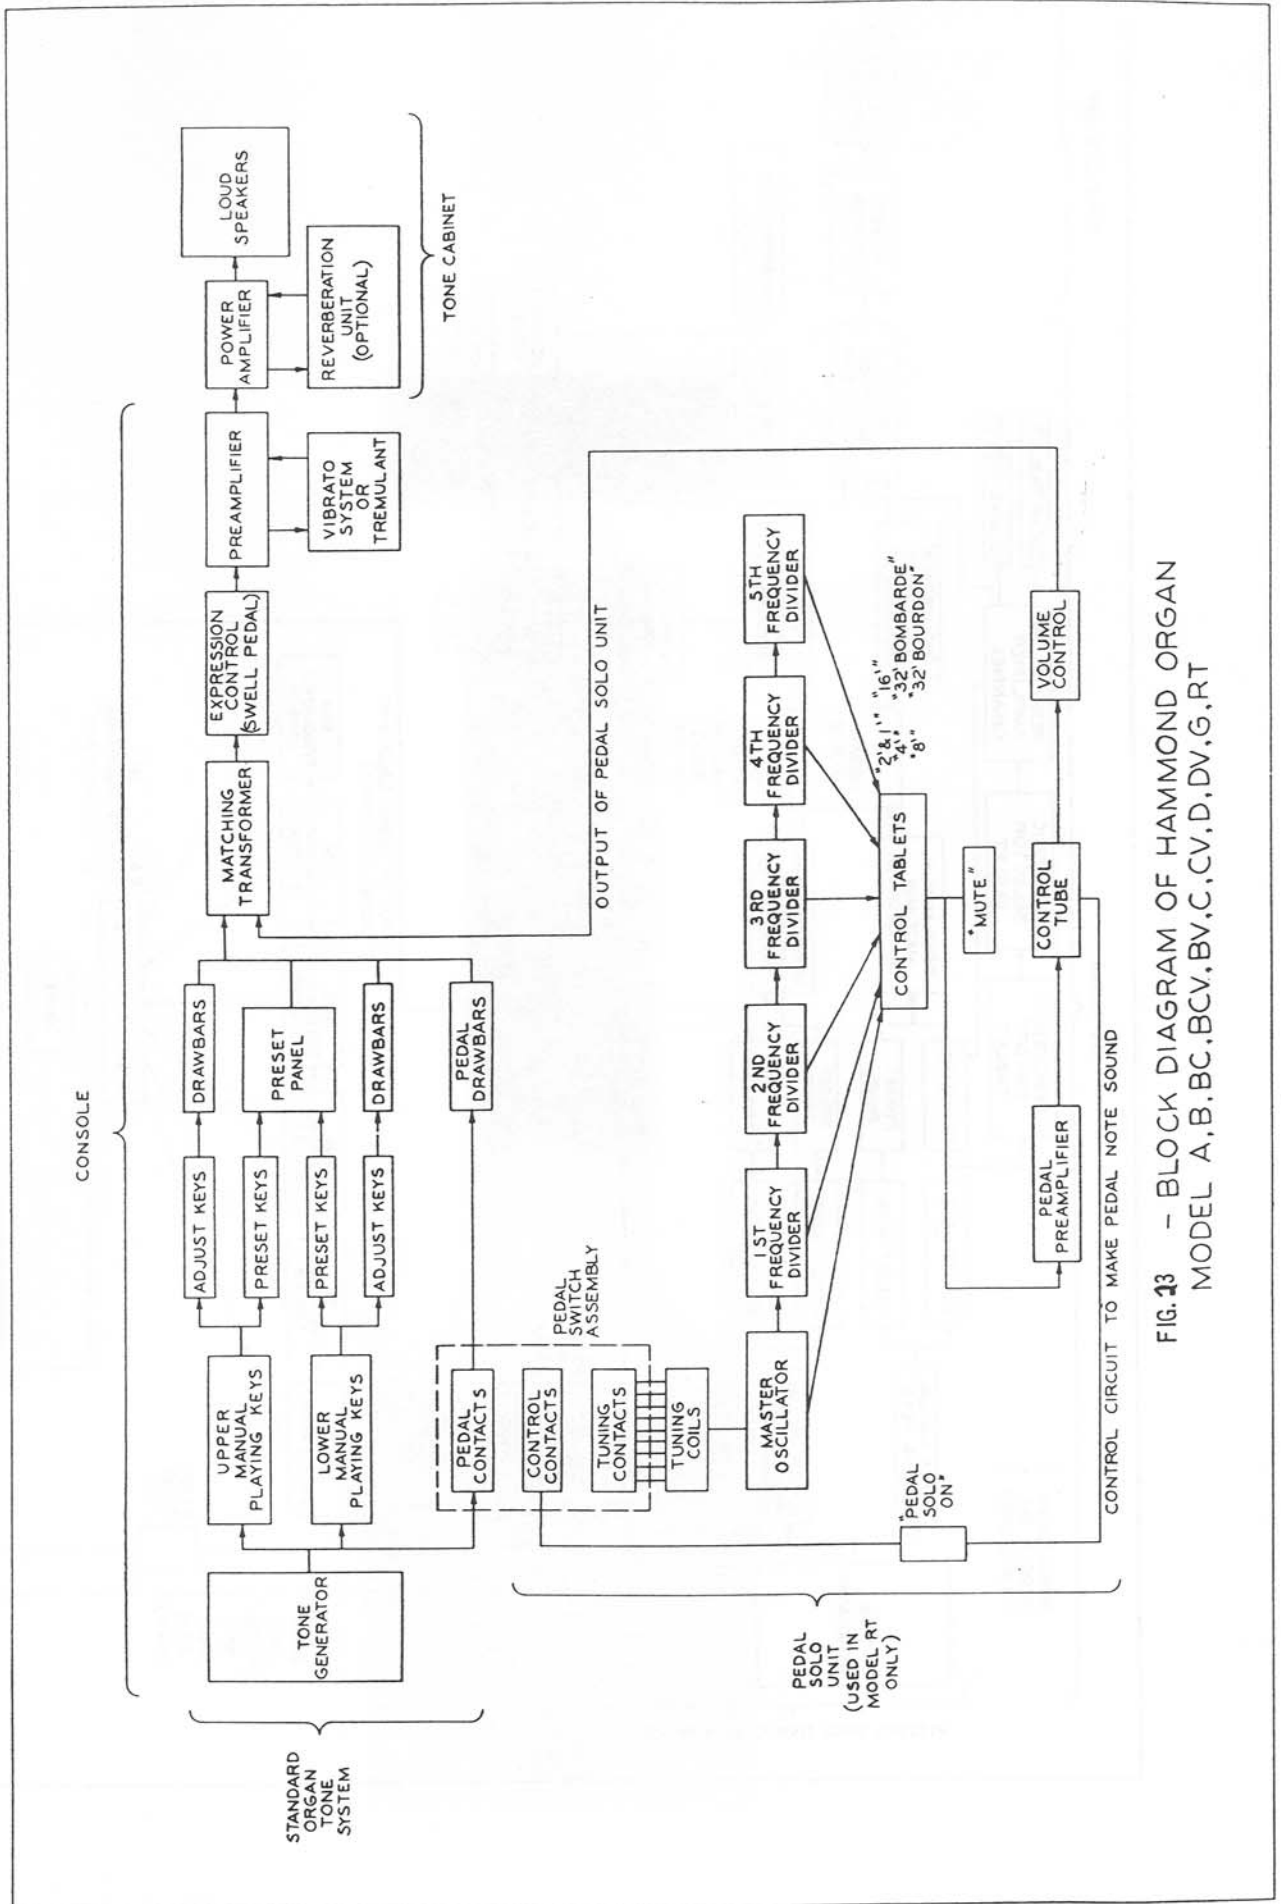 CONSOLE
STANDARD
ORGAN
TONE
SYSTEM
TONE
GENERATOR
UPPER
MANUAL
PLAYING KEYS
LOWER
MANUAL
PLAYING KEYS
ADJUST KEYS
PRESET KEYS
PRESET KEYS
ADJUST KEYS
DRAWBARS
PRESET
PANEL
DRAWBARS
PEDAL
DRAWBARS
MATCHING
TRANSFORMER
EXPRESSION
CONTROL
(SWELL PEDAL)
PREAMPLIFIER
VIBRATO
SYSTEM
OR
TREMULANT
POWER
AMPLIFIER
REVERBERATION
UNIT
(OPTIONAL)
LOUD
SPEAKERS
TONE CABINET
PEDAL
CONTACTS
CONTROL
CONTACTS
TUNING
CONTACTS
PEDAL
SWITCH
ASSEMBLY
TUNING
COILS
OUTPUT OF PEDAL SOLO UNIT
PEDAL
SOLO
UNIT
(USED IN
MODEL RT
ONLY)
MASTER
OSCILLATOR
1ST
FREQUENCY
DIVIDER
2ND
FREQUENCY
DIVIDER
3RD
FREQUENCY
DIVIDER
4TH
FREQUENCY
DIVIDER
5TH
FREQUENCY
DIVIDER
CONTROL TABLETS
"2'&1'" "16'"
"4'" "32' BOMBARDE"
"8'" "32' BOURDON"
"MUTE"
"PEDAL
SOLO
ON"
PEDAL
PREAMPLIFIER
CONTROL
TUBE
VOLUME
CONTROL
CONTROL CIRCUIT TO MAKE PEDAL NOTE SOUND
FIG. 23 - BLOCK DIAGRAM OF HAMMOND ORGAN
MODEL A,B,BC,BCV,BV,C,CV,D,DV,G,RT